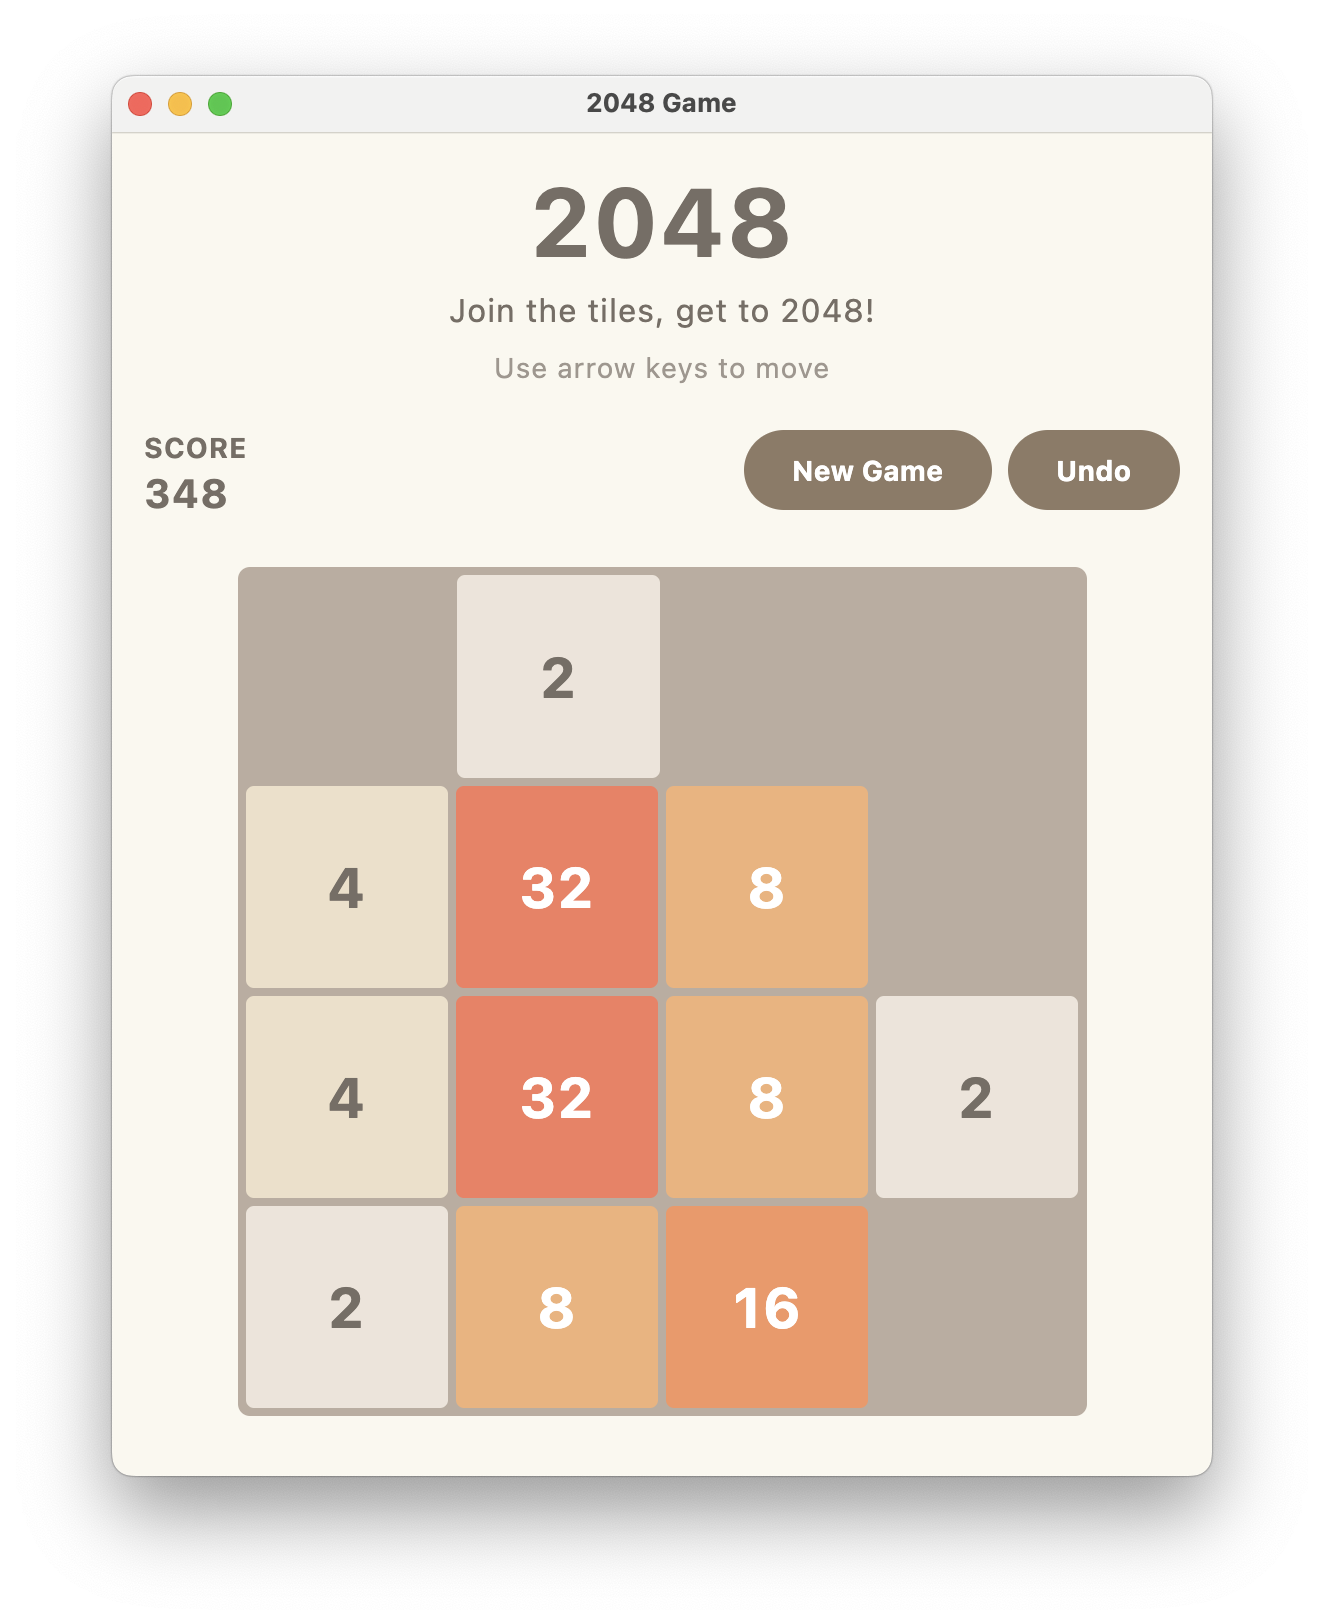 2048 Game
2048
Join the tiles, get to 2048!
Use arrow keys to move
SCORE
348
New Game Undo
2
4 32 8
4 32 8 2
2 8 16